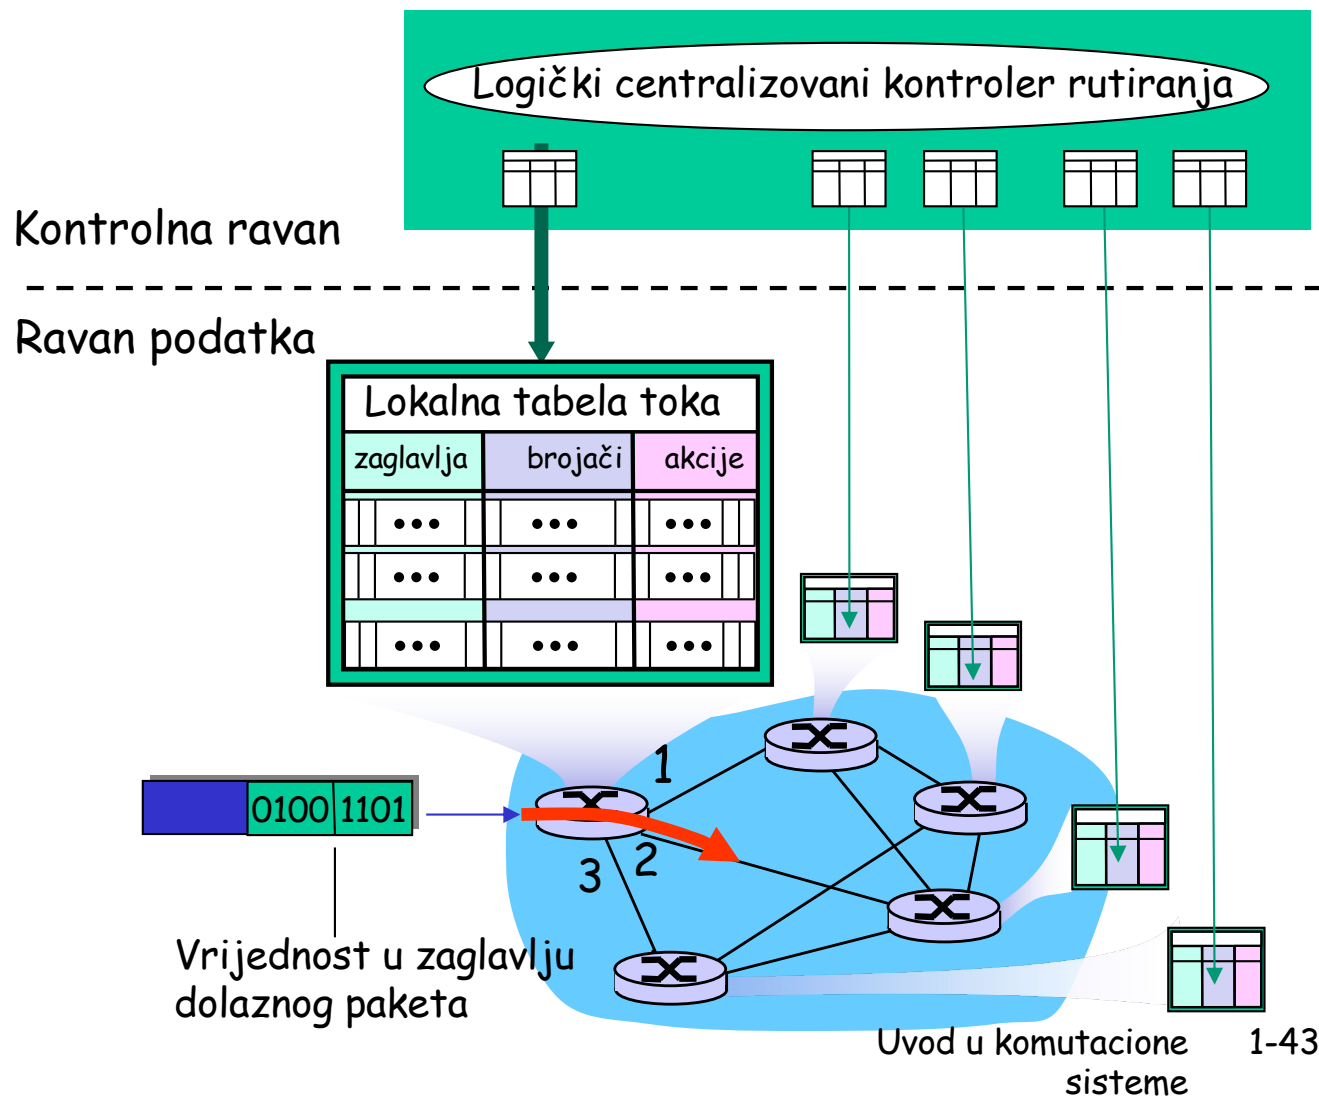 Logički centralizovani kontroler rutiranja
Kontrolna ravan
Ravan podatka
Lokalna tabela toka
zaglavlja brojači akcije
1
0100 1101
2
3
Vrijednost u zaglavlju
dolaznog paketa
Uvod u komutacione 1-43
sisteme